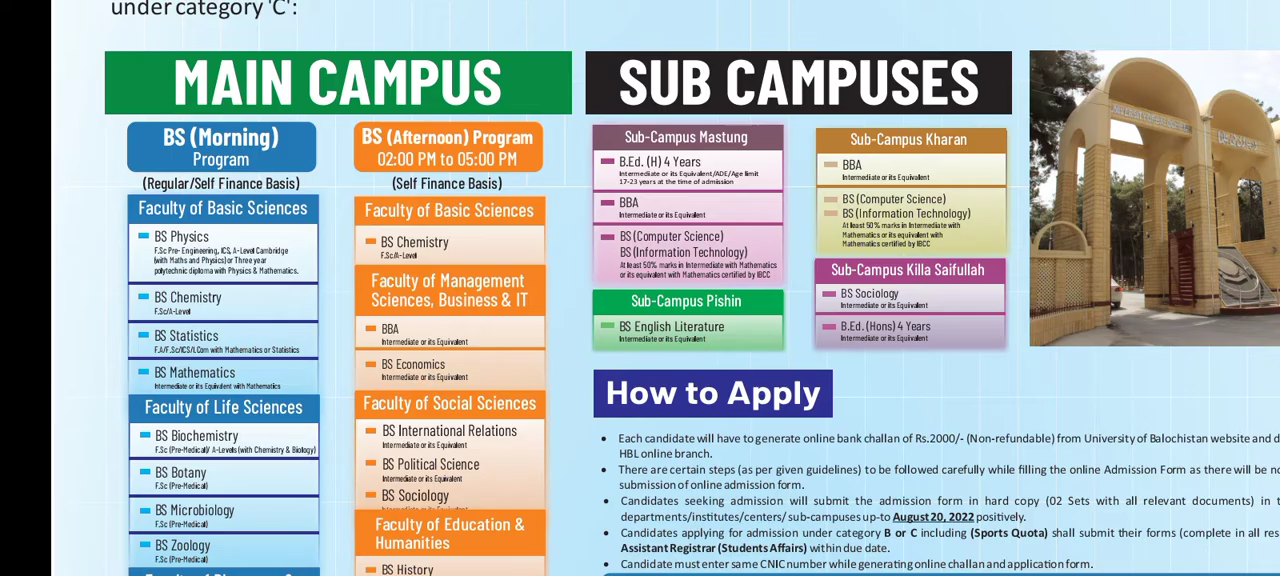 under category 'C':
MAIN CAMPUS
BS (Morning)
Program
(Regular/Self Finance Basis)
Faculty of Basic Sciences
BS Physics
F.Sc Pre- Engineering, ICS, A-Level Cambridge
(with Maths and Physics) or Three year
polytechnic diploma with Physics & Mathematics.
BS Chemistry
F.Sc/A-Level
BS Statistics
F.A/F.Sc/ICS/I.Com with Mathematics or Statistics
BS Mathematics
Intermediate or its Equivalent with Mathematics
Faculty of Life Sciences
BS Biochemistry
F.Sc (Pre-Medical)/ A-Levels (with Chemistry & Biology)
BS Botany
F.Sc (Pre-Medical)
BS Microbiology
F.Sc (Pre-Medical)
BS Zoology
F.Sc (Pre-Medical)
BS (Afternoon) Program
02:00 PM to 05:00 PM
(Self Finance Basis)
Faculty of Basic Sciences
BS Chemistry
F.Sc/A-Level
Faculty of Management
Sciences, Business & IT
BBA
Intermediate or its Equivalent
BS Economics
Intermediate or its Equivalent
Faculty of Social Sciences
BS International Relations
Intermediate or its Equivalent
BS Political Science
Intermediate or its Equivalent
BS Sociology
Faculty of Education &
Humanities
BS History
SUB CAMPUSES
Sub-Campus Mastung
B.Ed. (H) 4 Years
Intermediate or its Equivalent/ADE/Age limit
17-23 years at the time of admission
BBA
Intermediate or its Equivalent
BS (Computer Science)
BS (Information Technology)
At least 50% marks in Intermediate with Mathematics
or its equivalent with Mathematics certified by IBCC
Sub-Campus Pishin
BS English Literature
Intermediate or its Equivalent
Sub-Campus Kharan
BBA
Intermediate or its Equivalent
BS (Computer Science)
BS (Information Technology)
At least 50% marks in Intermediate with
Mathematics or its equivalent with
Mathematics certified by IBCC
Sub-Campus Killa Saifullah
BS Sociology
Intermediate or its Equivalent
B.Ed. (Hons) 4 Years
Intermediate or its Equivalent
How to Apply
• Each candidate will have to generate online bank challan of Rs.2000/- (Non-refundable) from University of Balochistan website and
HBL online branch.
• There are certain steps (as per given guidelines) to be followed carefully while filling the online Admission Form as there will be
submission of online admission form.
• Candidates seeking admission will submit the admission form in hard copy (02 Sets with all relevant documents) in
departments/institutes/centers/ sub-campuses up-to August 20, 2022 positively.
• Candidates applying for admission under category B or C including (Sports Quota) shall submit their forms (complete in all
Assistant Registrar (Students Affairs) within due date.
• Candidate must enter same CNIC number while generating online challan and application form.